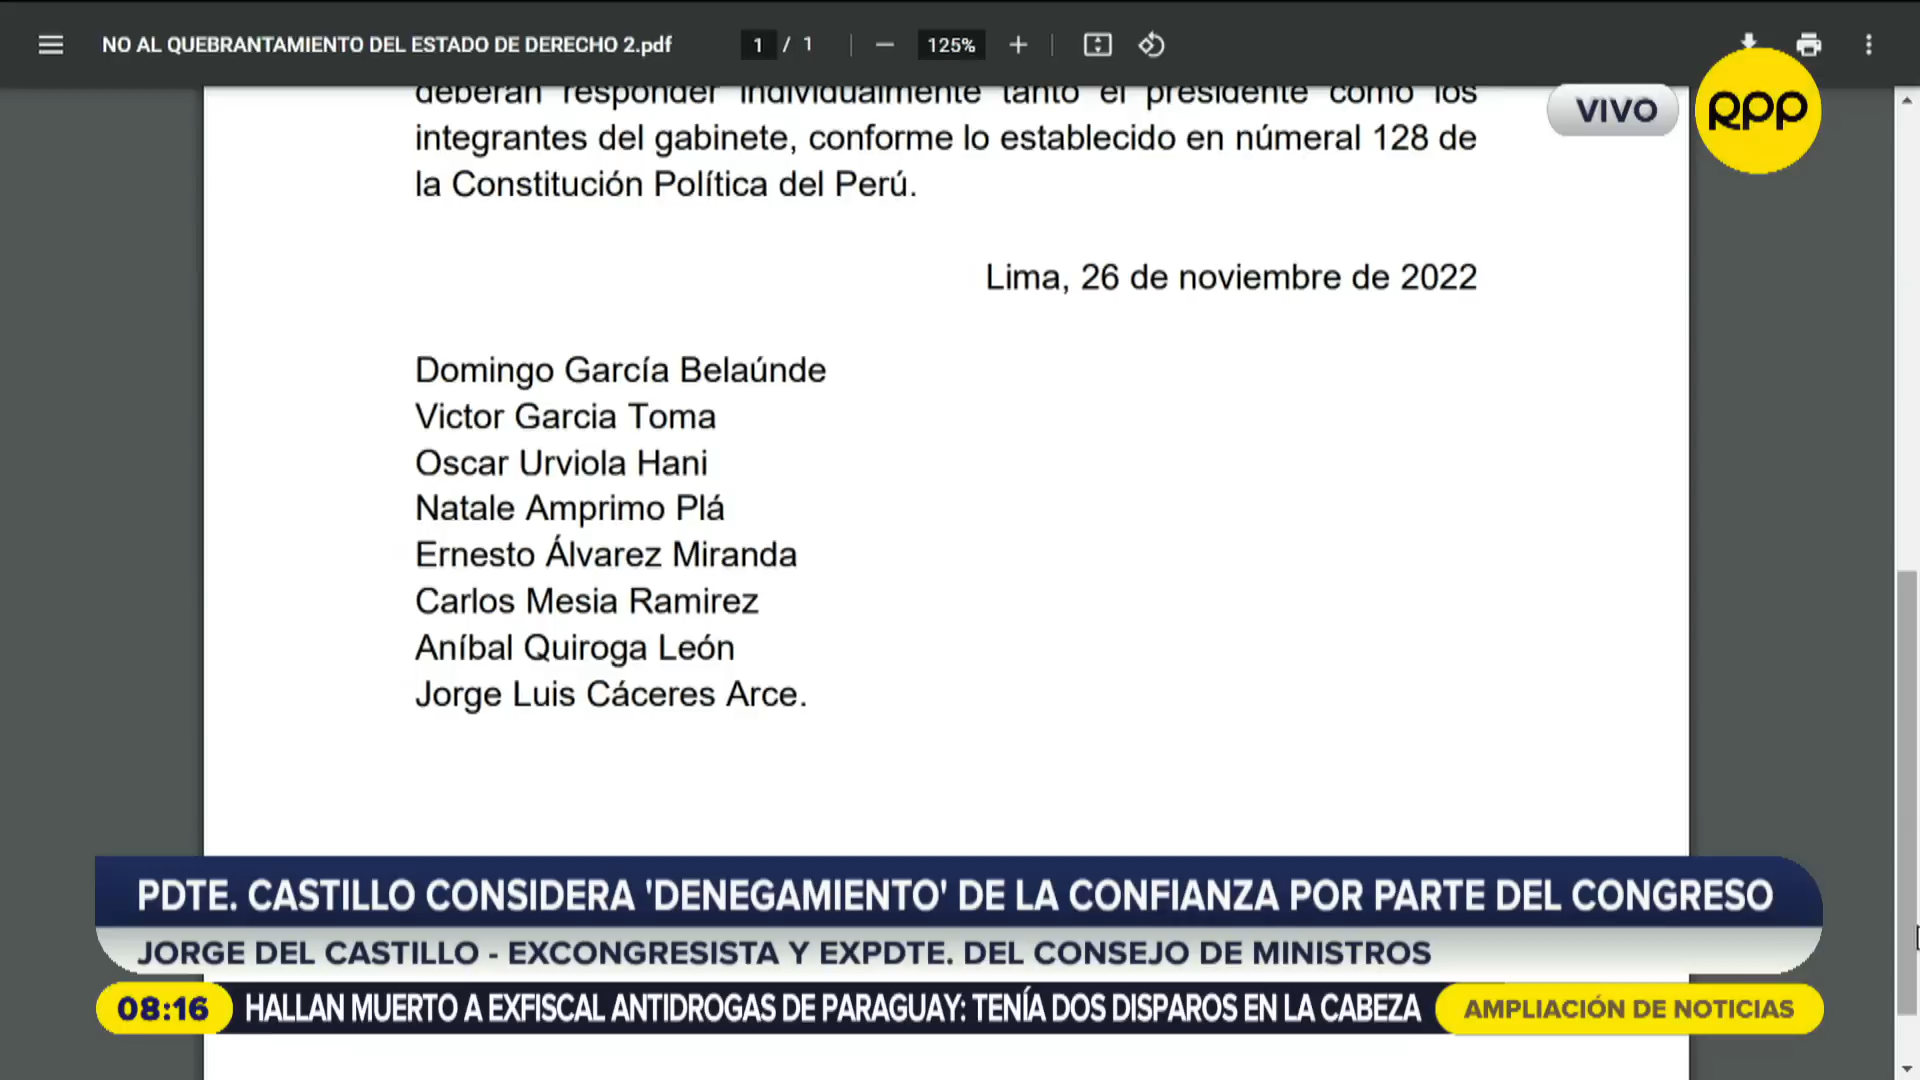 NO AL QUEBRANTAMIENTO DEL ESTADO DE DERECHO 2.pdf
1 / 1
125%
deberán responder individualmente tanto el presidente como los
integrantes del gabinete, conforme lo establecido en númeral 128 de
la Constitución Política del Perú.
VIVO
rpp
Lima, 26 de noviembre de 2022
Domingo García Belaúnde
Victor Garcia Toma
Oscar Urviola Hani
Natale Amprimo Plá
Ernesto Álvarez Miranda
Carlos Mesia Ramirez
Aníbal Quiroga León
Jorge Luis Cáceres Arce.
PDTE. CASTILLO CONSIDERA 'DENEGAMIENTO' DE LA CONFIANZA POR PARTE DEL CONGRESO
JORGE DEL CASTILLO - EXCONGRESISTA Y EXPDTE. DEL CONSEJO DE MINISTROS
08:16 HALLAN MUERTO A EXFISCAL ANTIDROGAS DE PARAGUAY: TENÍA DOS DISPAROS EN LA CABEZA AMPLIACIÓN DE NOTICIAS